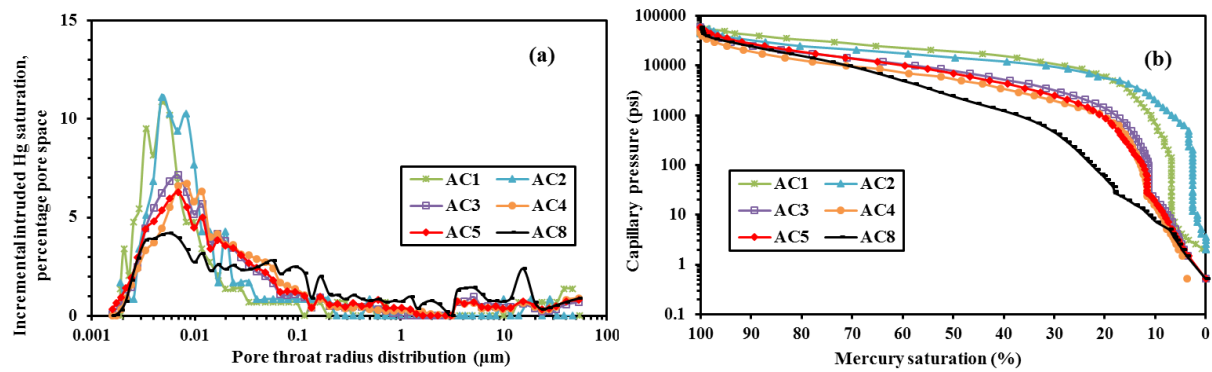 Incremental intruded Hg saturation,
percentage pore space
15
10
5
0
(a)
AC1 AC2
AC3 AC4
AC5 AC8
0.001 0.01 0.1 1 10 100
Pore throat radius distribution (µm)
Capillary pressure (psi)
100000
10000
1000
100
10
1
0.1
(b)
AC1 AC2
AC3 AC4
AC5 AC8
100 90 80 70 60 50 40 30 20 10 0
Mercury saturation (%)